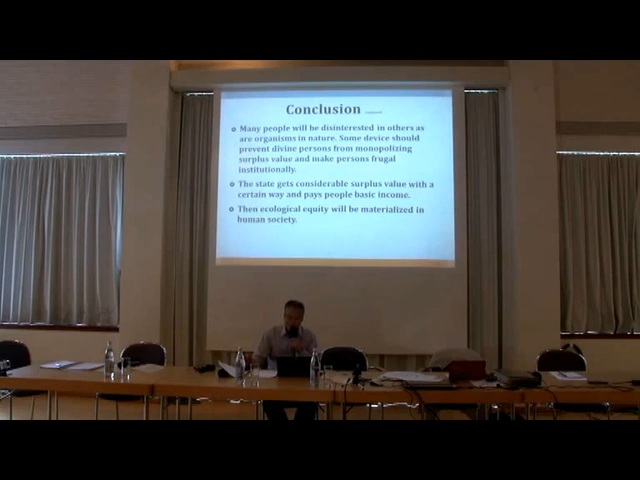 Conclusion
Many people will be disinterested in others as
are organisms in nature. Some device should
prevent divine persons from monopolizing
surplus value and make persons frugal
institutionally.
The state gets considerable surplus value with a
certain way and pays people basic income.
Then ecological equity will be materialized in
human society.